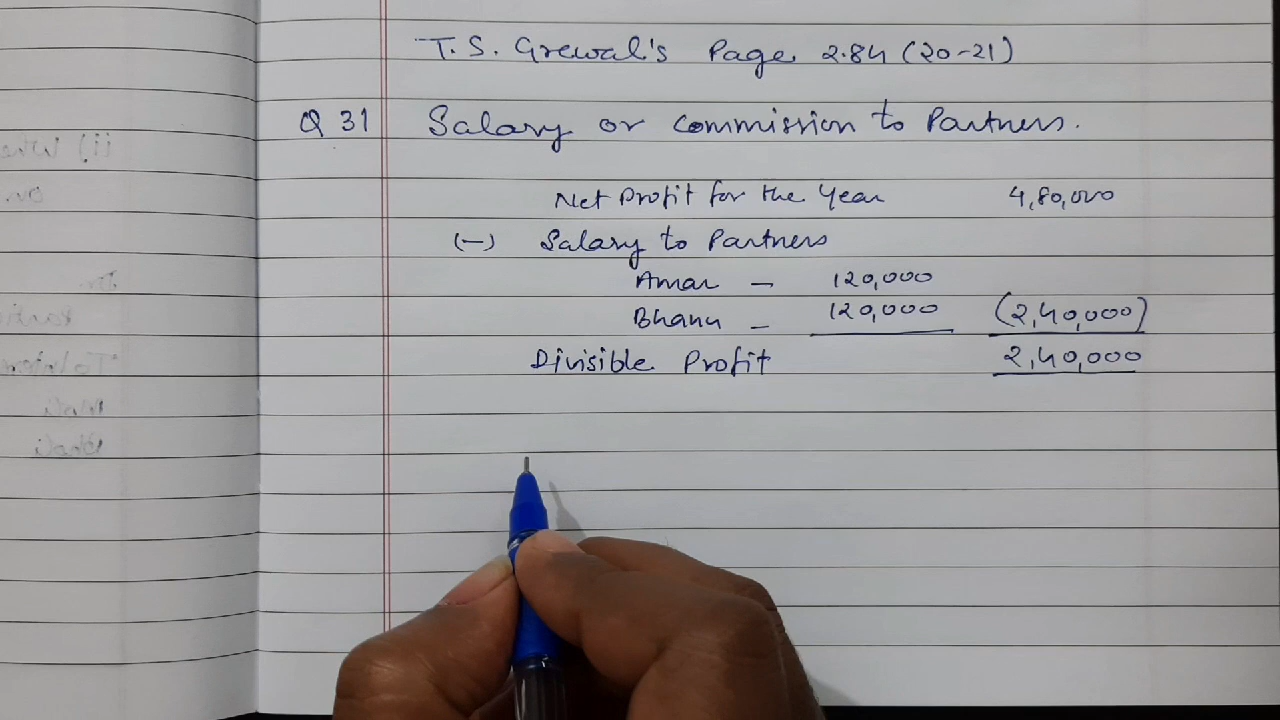 T. S. Grewal's Page 2.84 (20-21)
Q 31 Salary or Commission to Partners.
Net Profit for the Year 4,80,000
(-) Salary to Partners
Amar - 120,000
Bhanu - 120,000 (2,40,000)
Divisible Profit 2,40,000